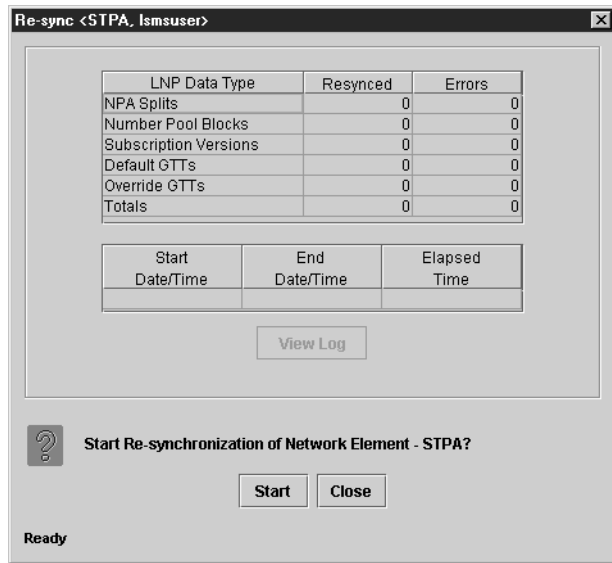 Re-sync <STPA, lsmsuser>
LNP Data Type Resynced Errors
NPA Splits 0 0
Number Pool Blocks 0 0
Subscription Versions 0 0
Default GTTs 0 0
Override GTTs 0 0
Totals 0 0
Start End Elapsed
Date/Time Date/Time Time
View Log
Start Re-synchronization of Network Element - STPA?
Start Close
Ready